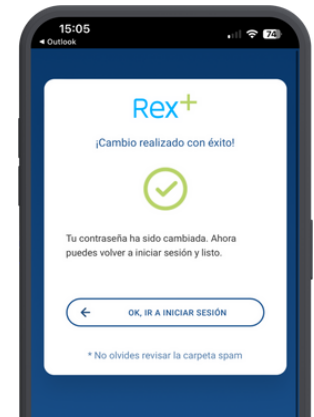 15:05
◀ Outlook
74
Rex+
¡Cambio realizado con éxito!
Tu contraseña ha sido cambiada. Ahora
puedes volver a iniciar sesión y listo.
OK, IR A INICIAR SESIÓN
* No olvides revisar la carpeta spam